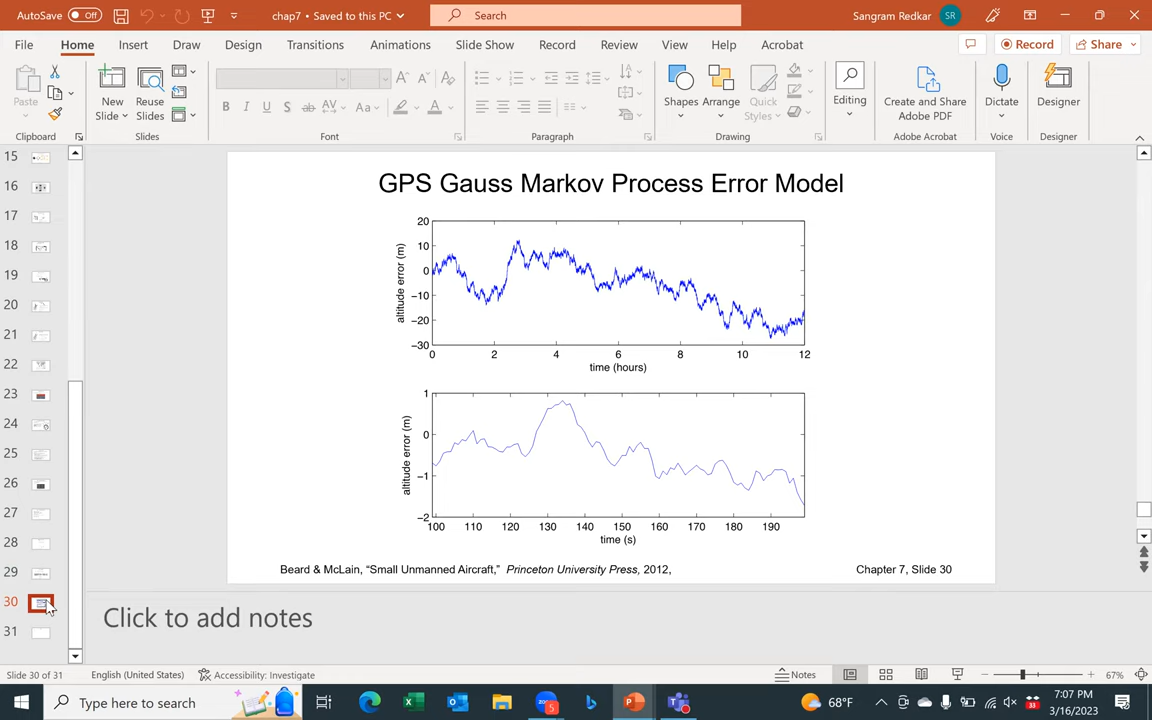 AutoSave Off chap7 • Saved to this PC Search Sangram Redkar SR
File Home Insert Draw Design Transitions Animations Slide Show Record Review View Help Acrobat Record Share
Paste New Slide Reuse Slides Shapes Arrange Quick Styles Editing Create and Share Adobe PDF Dictate Designer
B I U S ab AV Aa A
Clipboard Slides Font Paragraph Drawing Adobe Acrobat Voice Designer
15
16
17
18
19
20
21
22
23
24
25
26
27
28
29
30
31
GPS Gauss Markov Process Error Model
20
10
0
−10
−20
−30
altitude error (m)
0 2 4 6 8 10 12
time (hours)
1
0
−1
−2
altitude error (m)
100 110 120 130 140 150 160 170 180 190
time (s)
Beard & McLain, “Small Unmanned Aircraft,” Princeton University Press, 2012, Chapter 7, Slide 30
Click to add notes
Slide 30 of 31 English (United States) Accessibility: Investigate Notes 67%
Type here to search 68°F 7:07 PM
3/16/2023